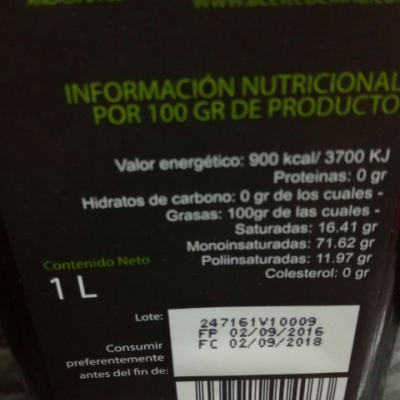 INFORMACIÓN NUTRICIONAL
POR 100 GR DE PRODUCTO
Valor energético: 900 kcal/ 3700 KJ
Proteinas: 0 gr
Hidratos de carbono: 0 gr de los cuales -
Grasas: 100gr de las cuales -
Saturadas: 16.41 gr
Monoinsaturadas: 71.62 gr
Poliinsaturadas: 11.97 gr
Colesterol: 0 gr
Contenido Neto
1 L
Lote:
247161V10009
FP 02/09/2016
FC 02/09/2018
Consumir
preferentemente
antes del fin de: